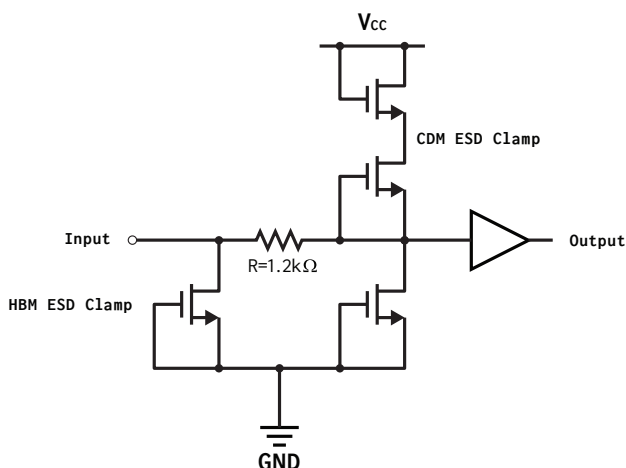 Vcc
CDM ESD Clamp
Input
R=1.2kΩ
Output
HBM ESD Clamp
GND